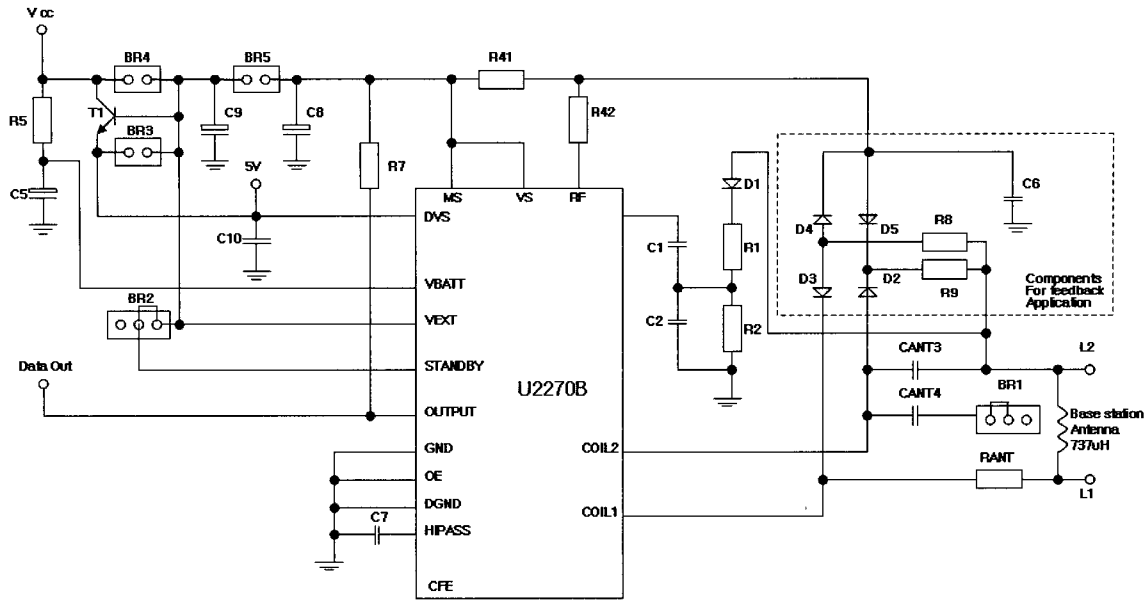 V cc
BR4
BR5
R41
T1
C9
C8
R42
R5
BR3
R7
D1
C5
5V
MS
VS
RF
C6
DVS
D4
D5
R8
C10
C1
R1
VBATT
D3
D2
R9
Components
For feedback
Application
BR2
VEXT
C2
R2
CANT3
L2
Data Out
STANDBY
U2270B
CANT4
BR1
OUTPUT
Base station
Antenna
737uH
GND
COIL2
RANT
OE
L1
DGND
COIL1
C7
HIPASS
CFE